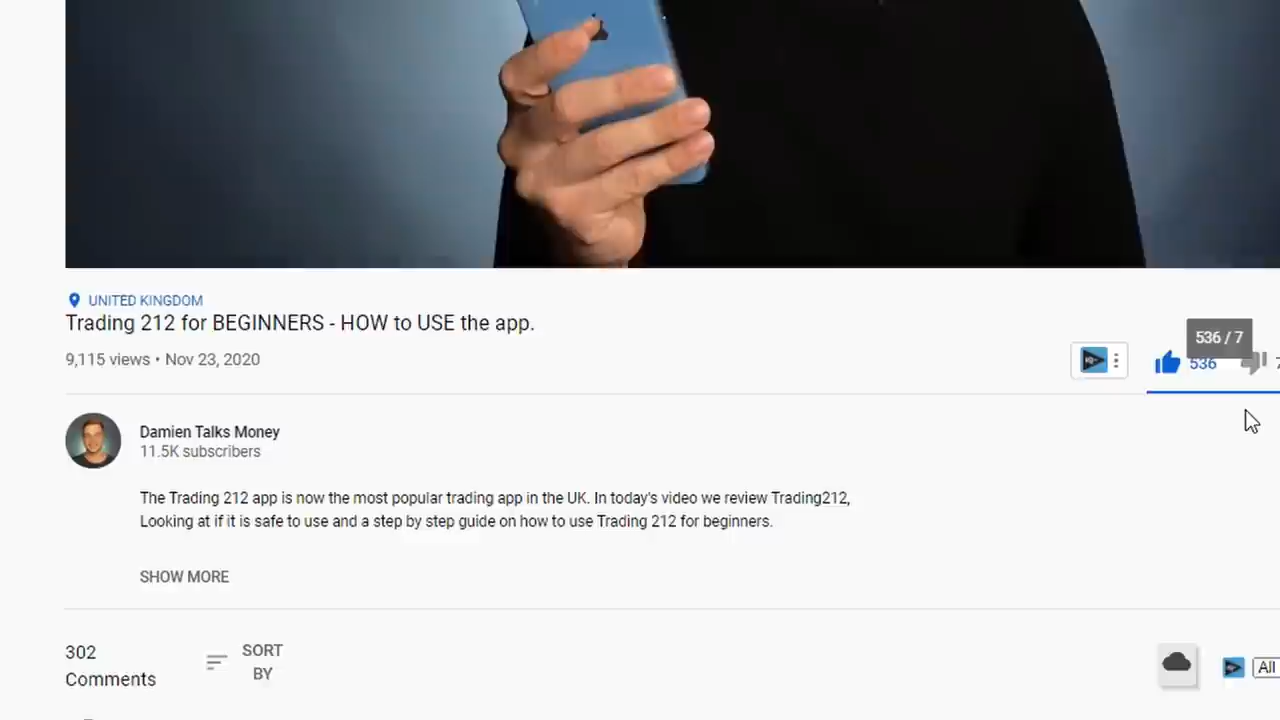 UNITED KINGDOM
Trading 212 for BEGINNERS - HOW to USE the app.
9,115 views • Nov 23, 2020
536 / 7
536
Damien Talks Money
11.5K subscribers
The Trading 212 app is now the most popular trading app in the UK. In today's video we review Trading212,
Looking at if it is safe to use and a step by step guide on how to use Trading 212 for beginners.
SHOW MORE
302
Comments
SORT
BY
All